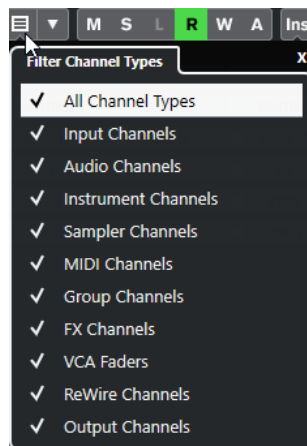 M S L R W A Ins
Filter Channel Types X
All Channel Types
Input Channels
Audio Channels
Instrument Channels
Sampler Channels
MIDI Channels
Group Channels
FX Channels
VCA Faders
ReWire Channels
Output Channels